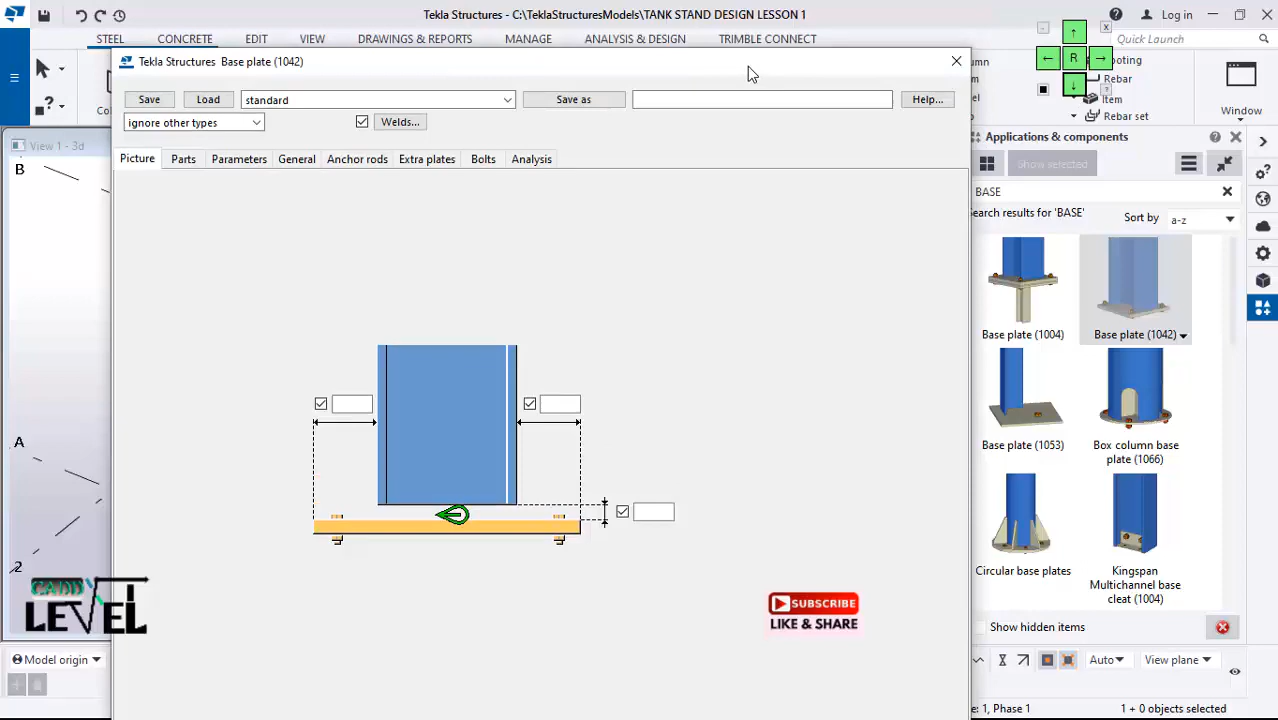 Tekla Structures - C:\TeklaStructuresModels\TANK STAND DESIGN LESSON 1
Log in
STEEL CONCRETE EDIT VIEW DRAWINGS & REPORTS MANAGE ANALYSIS & DESIGN TRIMBLE CONNECT
Quick Launch
R
Rebar
Item
Rebar set
Window
View 1 - 3d
Tekla Structures Base plate (1042)
Save Load standard Save as Help...
ignore other types Welds...
Picture Parts Parameters General Anchor rods Extra plates Bolts Analysis
Applications & components
Show selected
BASE
Search results for 'BASE' Sort by a-z
Base plate (1004) Base plate (1042)
Base plate (1053) Box column base
plate (1066)
Circular base plates Kingspan
Multichannel base
cleat (1004)
Show hidden items
B
A
2
CADD
LEVEL
SUBSCRIBE
LIKE & SHARE
Model origin
Auto View plane
1, Phase 1 1 + 0 objects selected